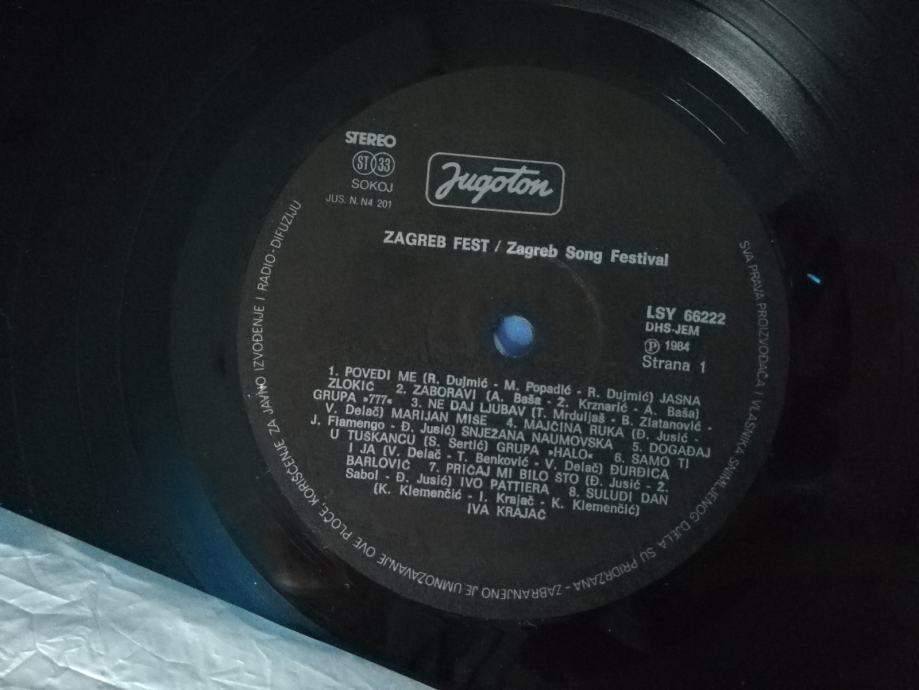 STEREO
ST 33
SOKOJ
JUS. N. N4 201
Jugoton
ZAGREB FEST / Zagreb Song Festival
LSY 66222
DHS-JEM
Ⓟ 1984
Strana 1
1. POVEDI ME (R. Dujmić - M. Popadić - R. Dujmić) JASNA
ZLOKIĆ 2. ZABORAVI (A. Baša - Ž. Krznarić - A. Baša)
GRUPA »777« 3. NE DAJ LJUBAV (T. Mrduljaš - B. Zlatanović -
V. Delač) MARIJAN MIŠE 4. MAJČINA RUKA (Đ. Jusić -
J. Fiamengo - Đ. Jusić) SNJEŽANA NAUMOVSKA 5. DOGAĐAJ
U TUŠKANCU (S. Sertić) GRUPA »HALO« 6. SAMO TI
I JA (V. Delač - T. Benković - V. Delač) ĐURĐICA
BARLOVIĆ 7. PRIČAJ MI BILO ŠTO (Đ. Jusić - Ž.
Sabol - Đ. Jusić) IVO PATTIERA 8. SULUDI DAN
(K. Klemenčić - I. Krajač - K. Klemenčić)
IVA KRAJAČ
SVA PRAVA PROIZVOĐAČA I VLASNIKA SNIMLJENOG DJELA SU PRIDRŽANA - ZABRANJENO JE UMNOŽAVANJE OVE PLOČE, KORIŠĆENJE ZA JAVNO IZVOĐENJE I RADIO-DIFUZIJU